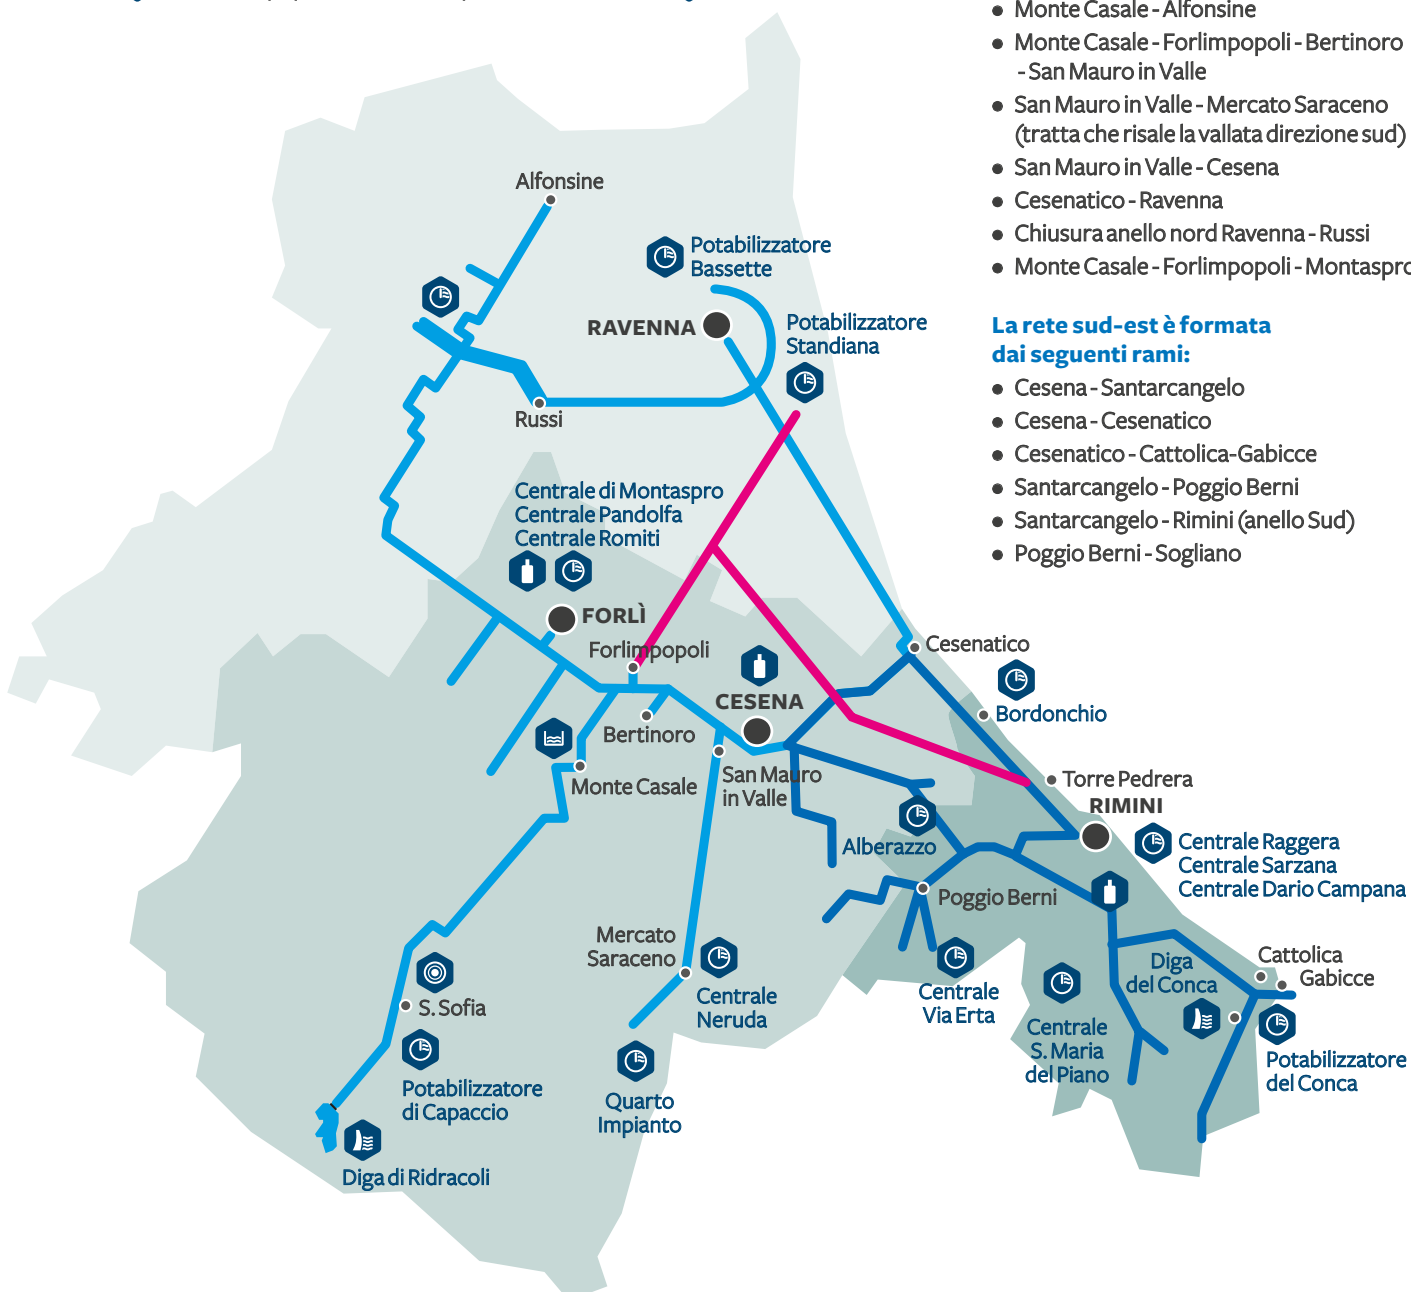 Monte Casale - Alfonsine
Monte Casale - Forlimpopoli - Bertinoro
- San Mauro in Valle
San Mauro in Valle - Mercato Saraceno
(tratta che risale la vallata direzione sud)
San Mauro in Valle - Cesena
Cesenatico - Ravenna
Chiusura anello nord Ravenna - Russi
Monte Casale - Forlimpopoli - Montaspro
La rete sud-est è formata
dai seguenti rami:
Cesena - Santarcangelo
Cesena - Cesenatico
Cesenatico - Cattolica-Gabicce
Santarcangelo - Poggio Berni
Santarcangelo - Rimini (anello Sud)
Poggio Berni - Sogliano
Alfonsine
Potabilizzatore
Bassette
RAVENNA
Potabilizzatore
Standiana
Russi
Centrale di Montaspro
Centrale Pandolfa
Centrale Romiti
FORLÌ
Forlimpopoli
Cesenatico
CESENA
Bordonchio
Bertinoro
Monte Casale
San Mauro
in Valle
Torre Pedrera
RIMINI
Alberazzo
Centrale Raggera
Centrale Sarzana
Centrale Dario Campana
Poggio Berni
Mercato
Saraceno
Centrale
Neruda
Centrale
Via Erta
Diga
del Conca
Cattolica
Gabicce
S. Sofia
Centrale
S. Maria
del Piano
Potabilizzatore
del Conca
Potabilizzatore
di Capaccio
Quarto
Impianto
Diga di Ridracoli